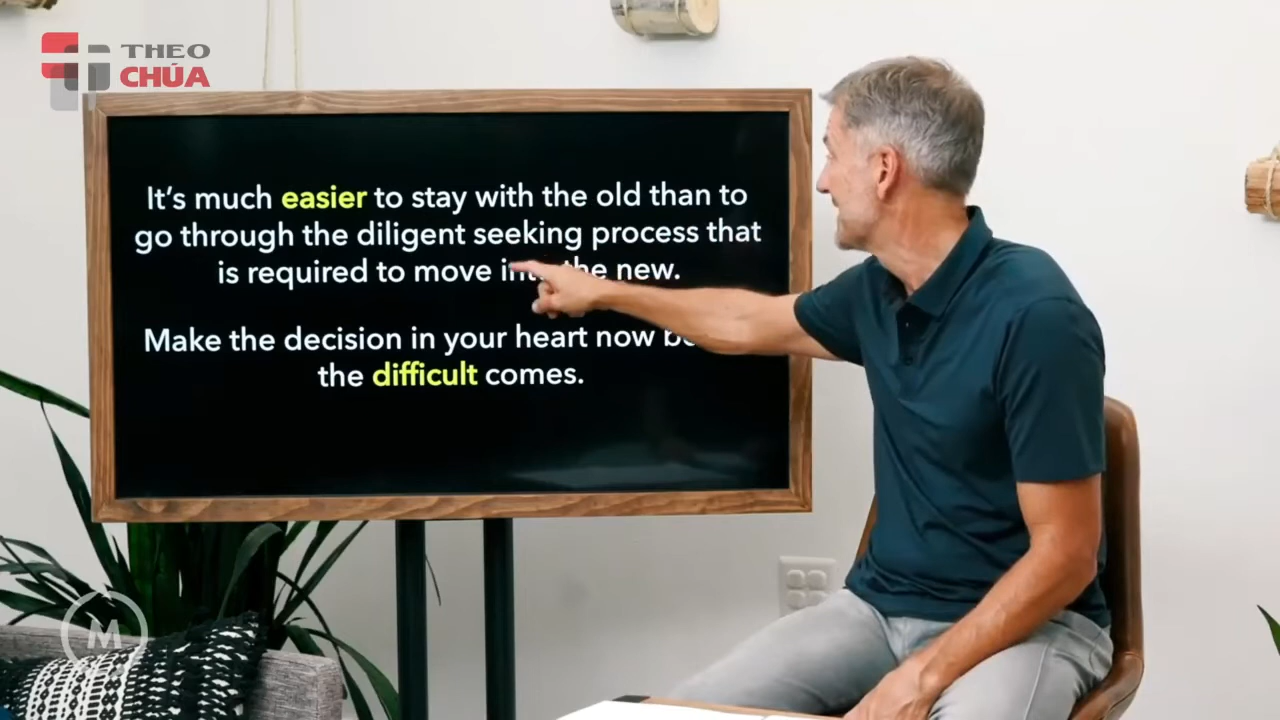 THEO
CHÚA
It's much easier to stay with the old than to
go through the diligent seeking process that
is required to move the new.
Make the decision in your heart now
the difficult comes.
M